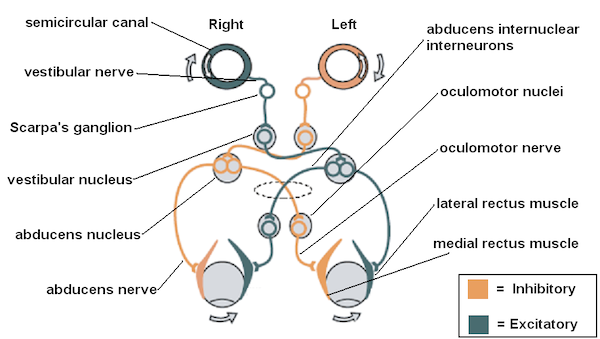 semicircular canal
Right
Left
abducens internuclear
interneurons
vestibular nerve
oculomotor nuclei
Scarpa's ganglion
oculomotor nerve
vestibular nucleus
lateral rectus muscle
abducens nucleus
medial rectus muscle
abducens nerve
= Inhibitory
= Excitatory